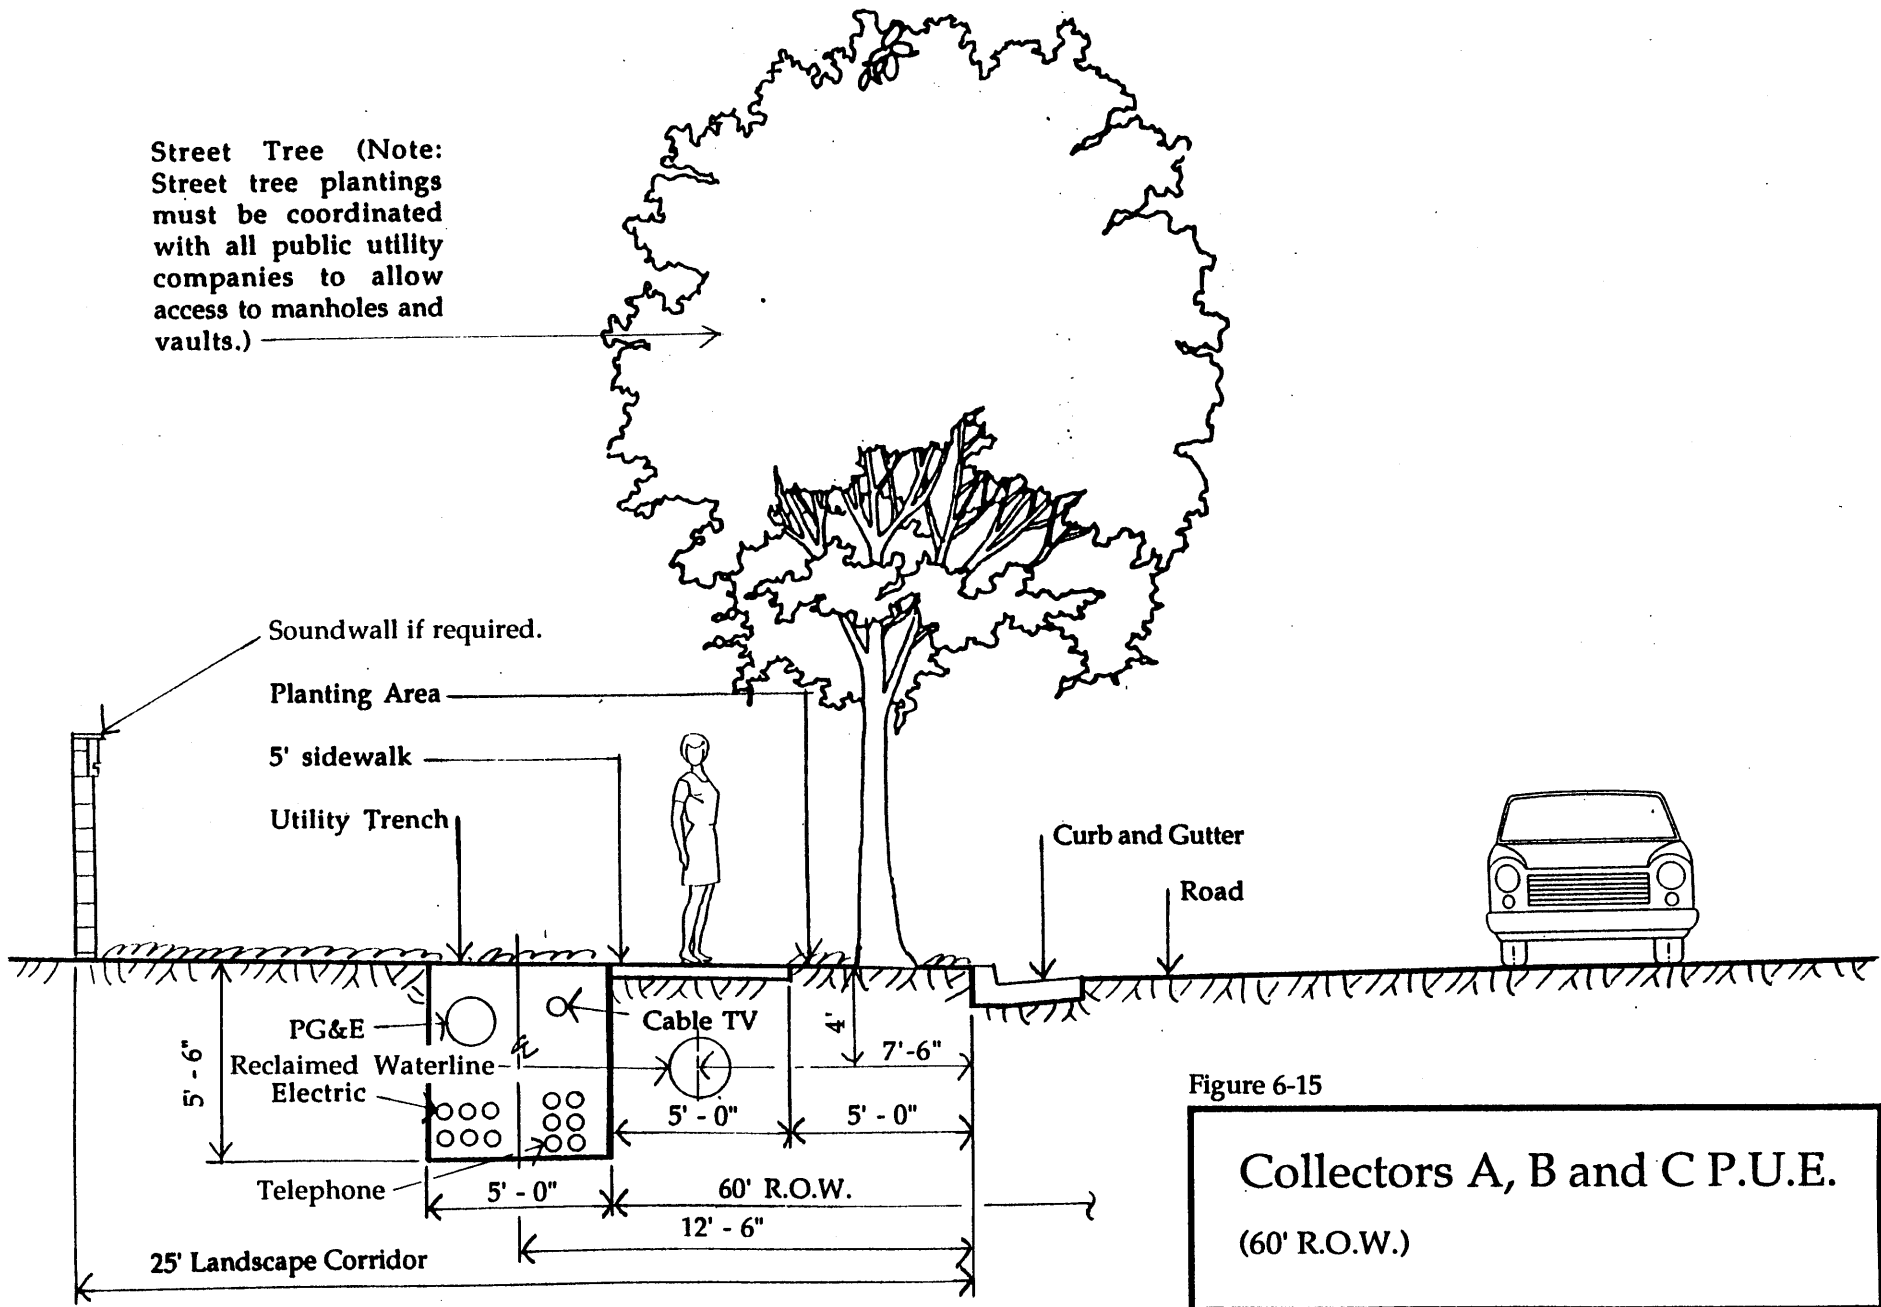 Street Tree (Note:
Street tree plantings
must be coordinated
with all public utility
companies to allow
access to manholes and
vaults.)
Soundwall if required.
Planting Area
5' sidewalk
Utility Trench
Curb and Gutter
Road
PG&E
Cable TV
Reclaimed Waterline
Electric
Telephone
5' - 6"
4'
7'-6"
5' - 0"
5' - 0"
5' - 0"
60' R.O.W.
12' - 6"
25' Landscape Corridor
Figure 6-15
Collectors A, B and C P.U.E.
(60' R.O.W.)